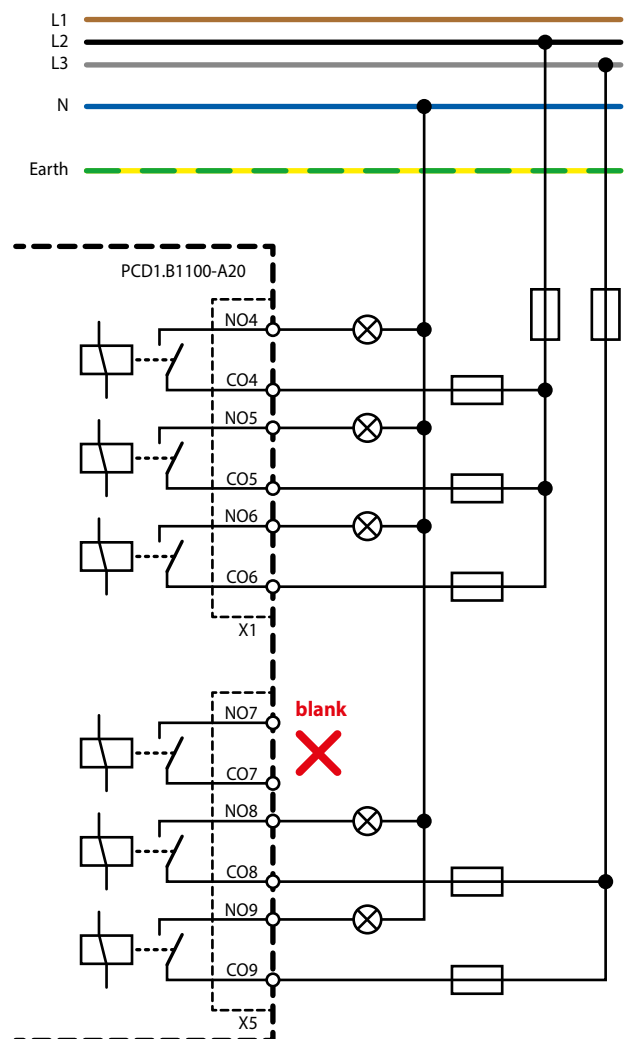 L1
L2
L3
N
Earth
PCD1.B1100-A20
NO4
CO4
NO5
CO5
NO6
CO6
X1
NO7
blank
CO7
NO8
CO8
NO9
CO9
X5